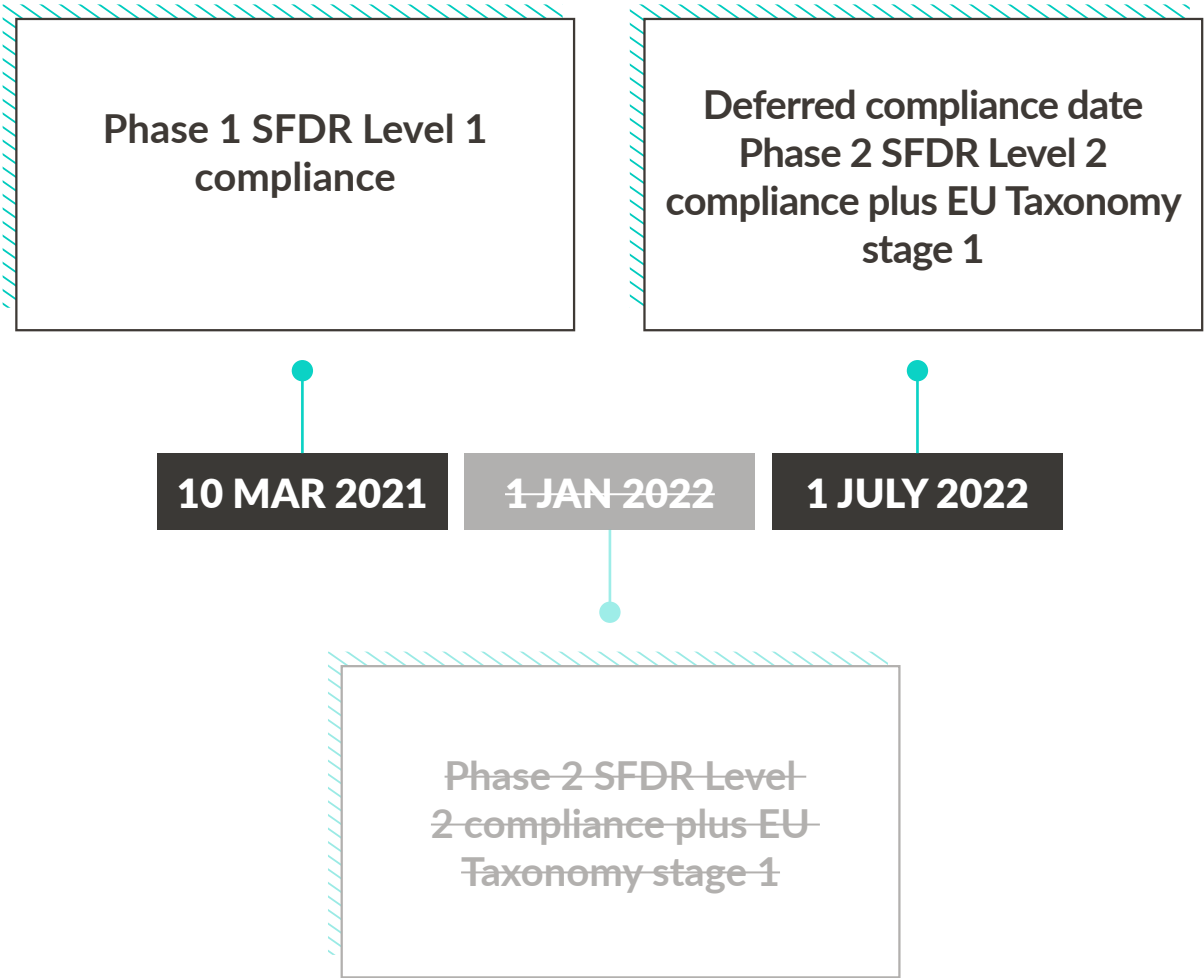 Phase 1 SFDR Level 1
compliance
Deferred compliance date
Phase 2 SFDR Level 2
compliance plus EU Taxonomy
stage 1
10 MAR 2021
1 JAN 2022
1 JULY 2022
Phase 2 SFDR Level
2 compliance plus EU
Taxonomy stage 1